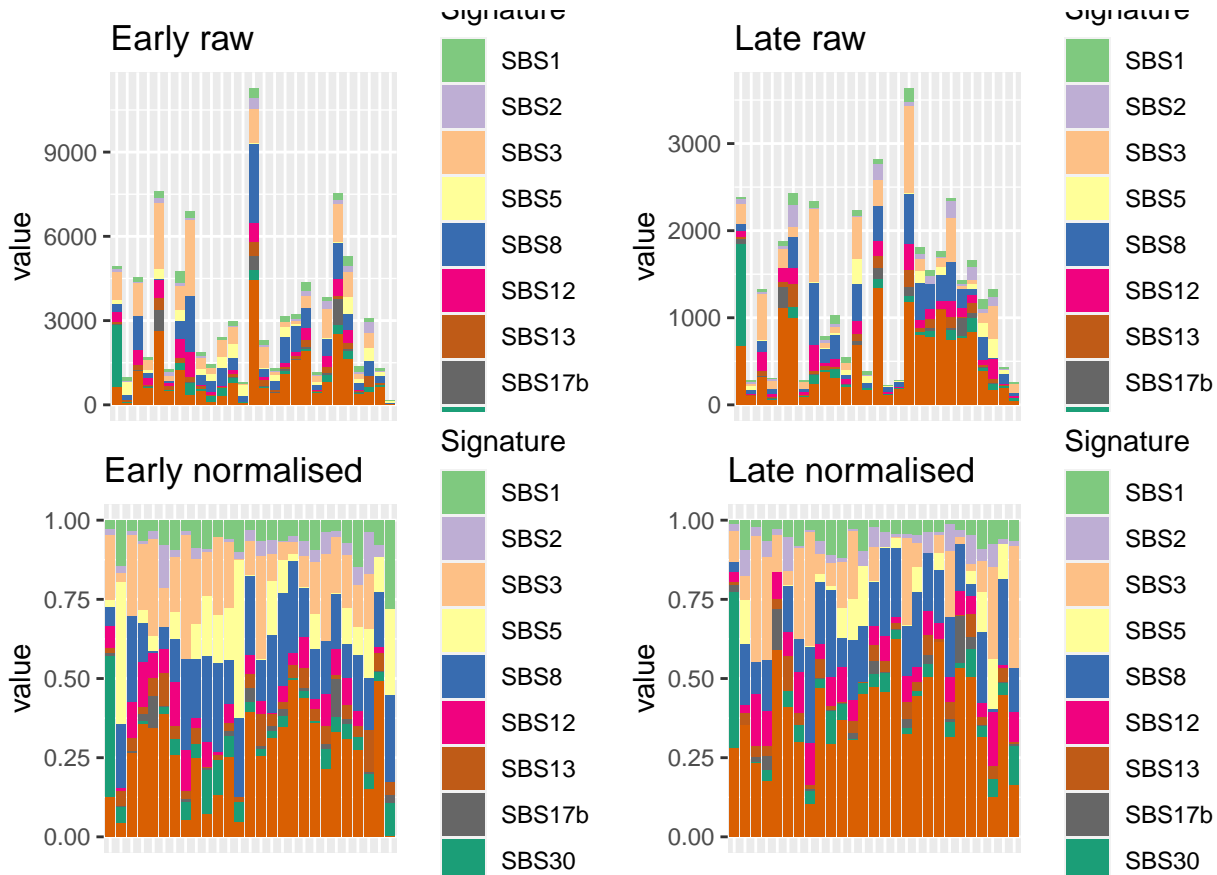 Signature
Early raw
SBS1
SBS2
SBS3
SBS5
SBS8
SBS12
SBS13
SBS17b
9000
6000
3000
0
value
Signature
Late raw
SBS1
SBS2
SBS3
SBS5
SBS8
SBS12
SBS13
SBS17b
3000
2000
1000
0
value
Signature
Early normalised
SBS1
SBS2
SBS3
SBS5
SBS8
SBS12
SBS13
SBS17b
SBS30
1.00
0.75
0.50
0.25
0.00
value
Signature
Late normalised
SBS1
SBS2
SBS3
SBS5
SBS8
SBS12
SBS13
SBS17b
SBS30
1.00
0.75
0.50
0.25
0.00
value